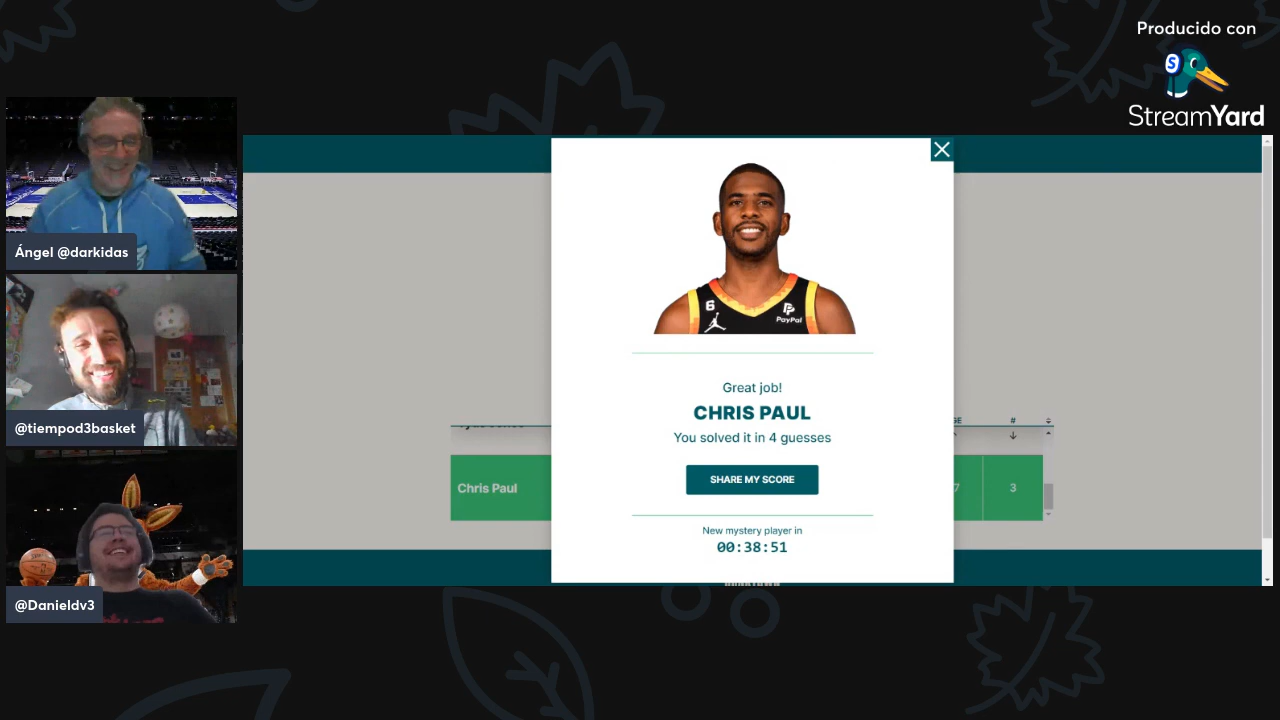 Producido con
S
StreamYard
Ángel @darkidas
@tiempod3basket
@Danieldv3
6
PayPal
Great job!
CHRIS PAUL
You solved it in 4 guesses
SHARE MY SCORE
New mystery player in
00:38:51
#
Chris Paul
7
3